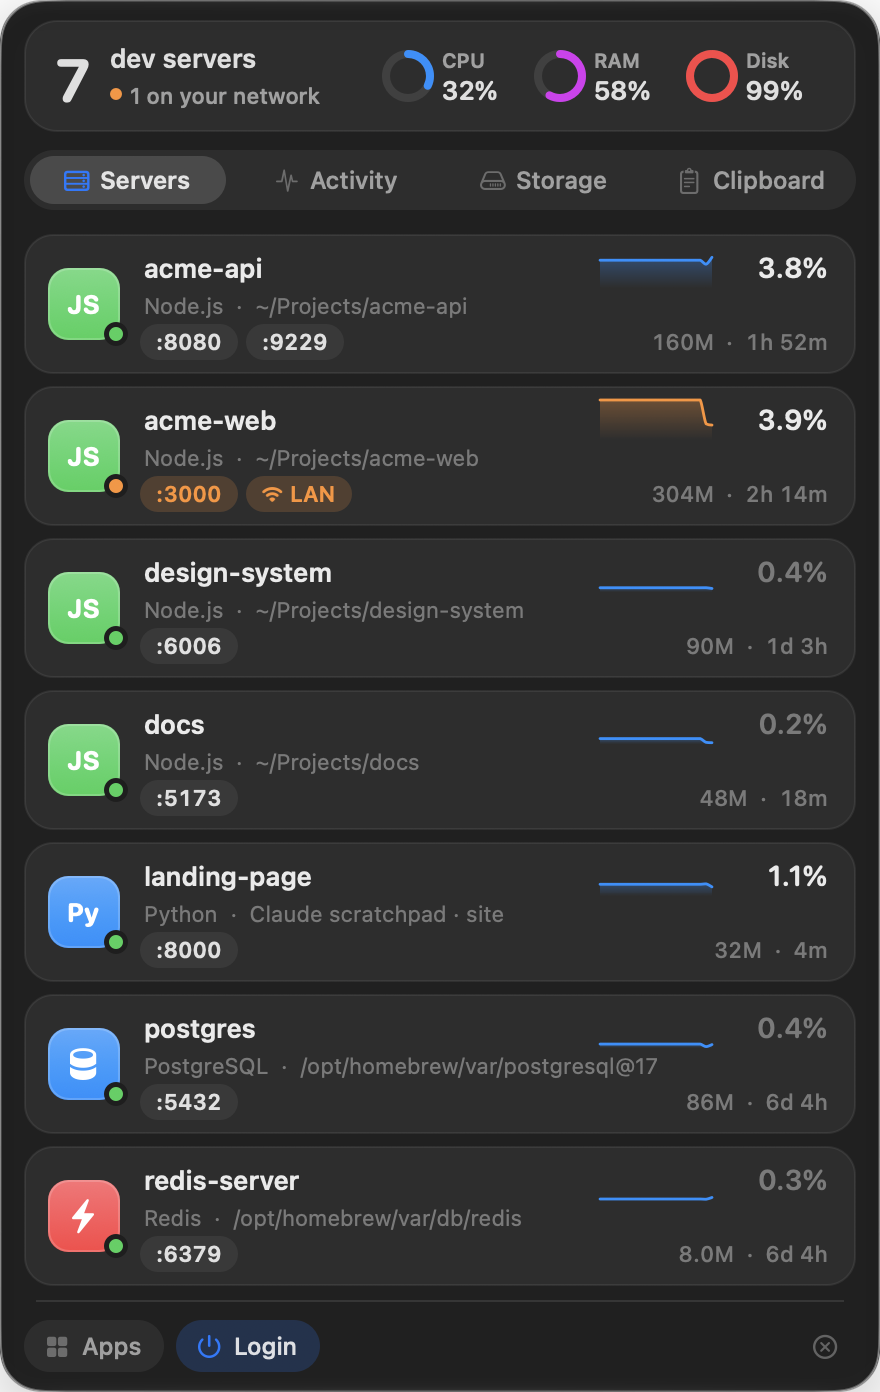 7
dev servers
1 on your network
CPU
32%
RAM
58%
Disk
99%
Servers
Activity
Storage
Clipboard
JS
acme-api
Node.js · ~/Projects/acme-api
:8080 :9229
3.8%
160M · 1h 52m
JS
acme-web
Node.js · ~/Projects/acme-web
:3000 LAN
3.9%
304M · 2h 14m
JS
design-system
Node.js · ~/Projects/design-system
:6006
0.4%
90M · 1d 3h
JS
docs
Node.js · ~/Projects/docs
:5173
0.2%
48M · 18m
Py
landing-page
Python · Claude scratchpad · site
:8000
1.1%
32M · 4m
postgres
PostgreSQL · /opt/homebrew/var/postgresql@17
:5432
0.4%
86M · 6d 4h
redis-server
Redis · /opt/homebrew/var/db/redis
:6379
0.3%
8.0M · 6d 4h
Apps
Login